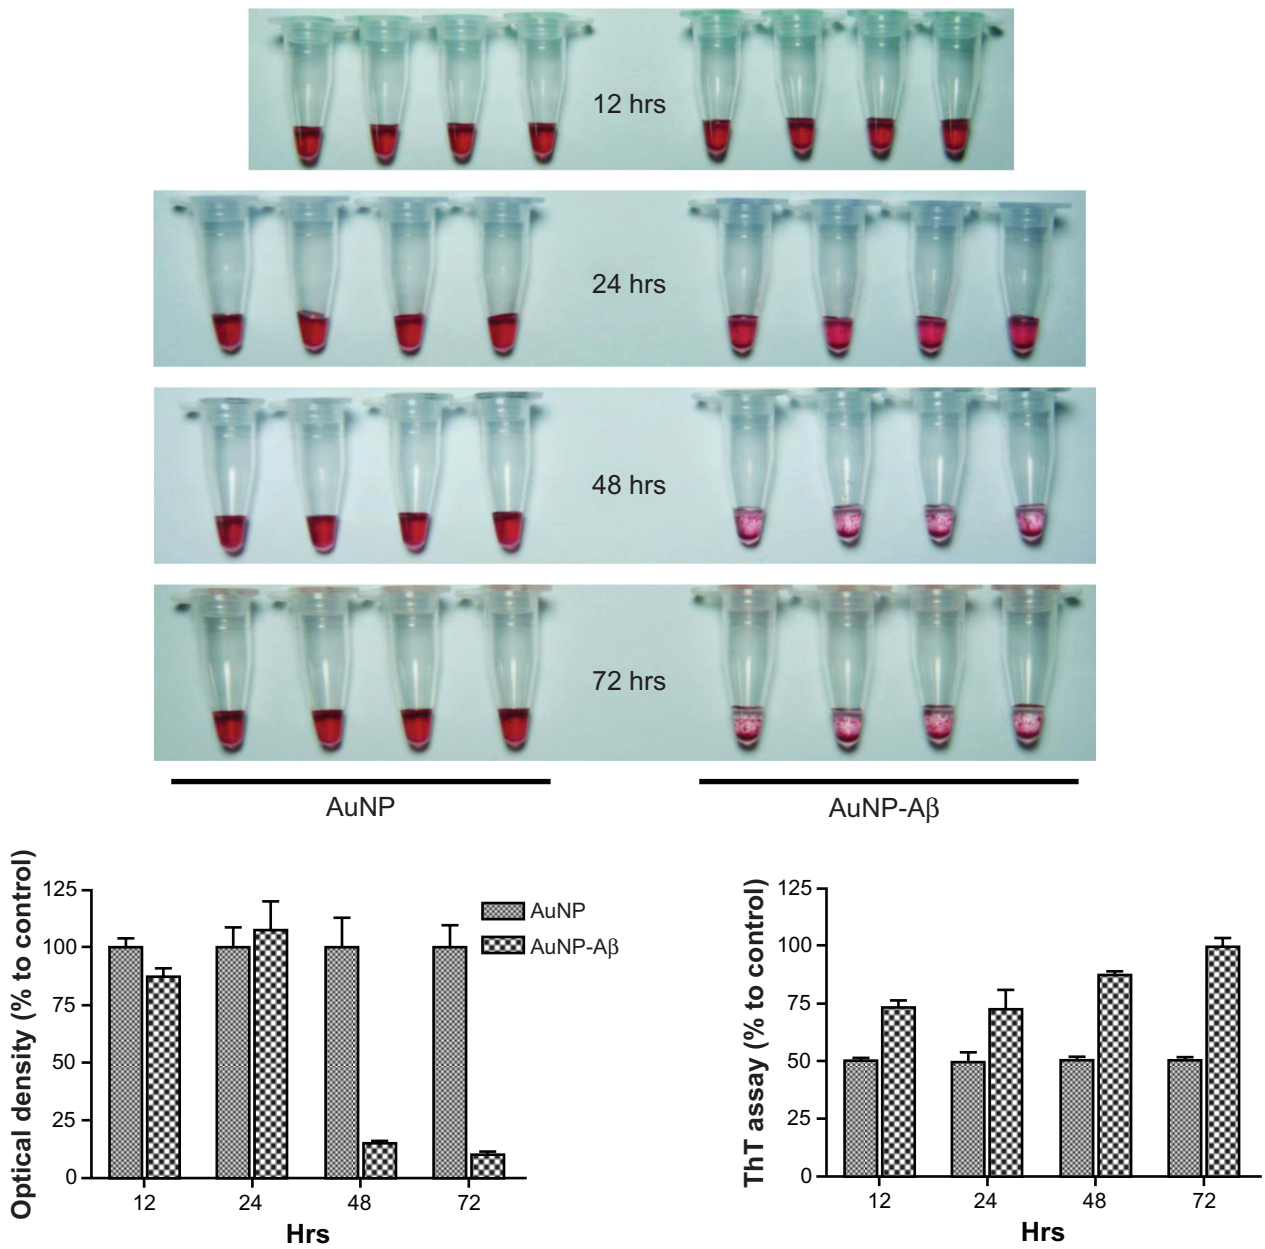 12 hrs
24 hrs
48 hrs
72 hrs
AuNP
AuNP-Aβ
Optical density (% to control)
125
100
75
50
25
0
12
24
48
72
Hrs
AuNP
AuNP-Aβ
ThT assay (% to control)
125
100
75
50
25
0
12
24
48
72
Hrs